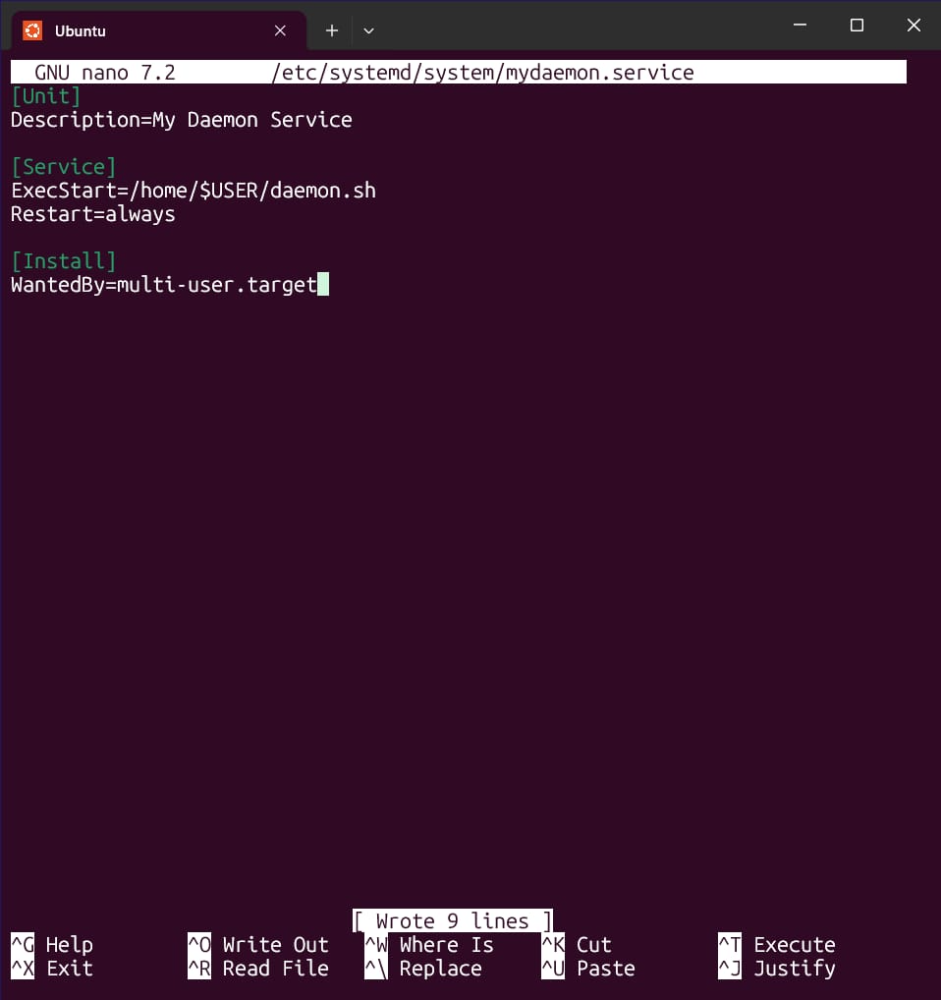 Ubuntu
GNU nano 7.2 /etc/systemd/system/mydaemon.service
[Unit]
Description=My Daemon Service
[Service]
ExecStart=/home/$USER/daemon.sh
Restart=always
[Install]
WantedBy=multi-user.target
[ Wrote 9 lines ]
^G Help ^O Write Out ^W Where Is ^K Cut ^T Execute
^X Exit ^R Read File ^\ Replace ^U Paste ^J Justify